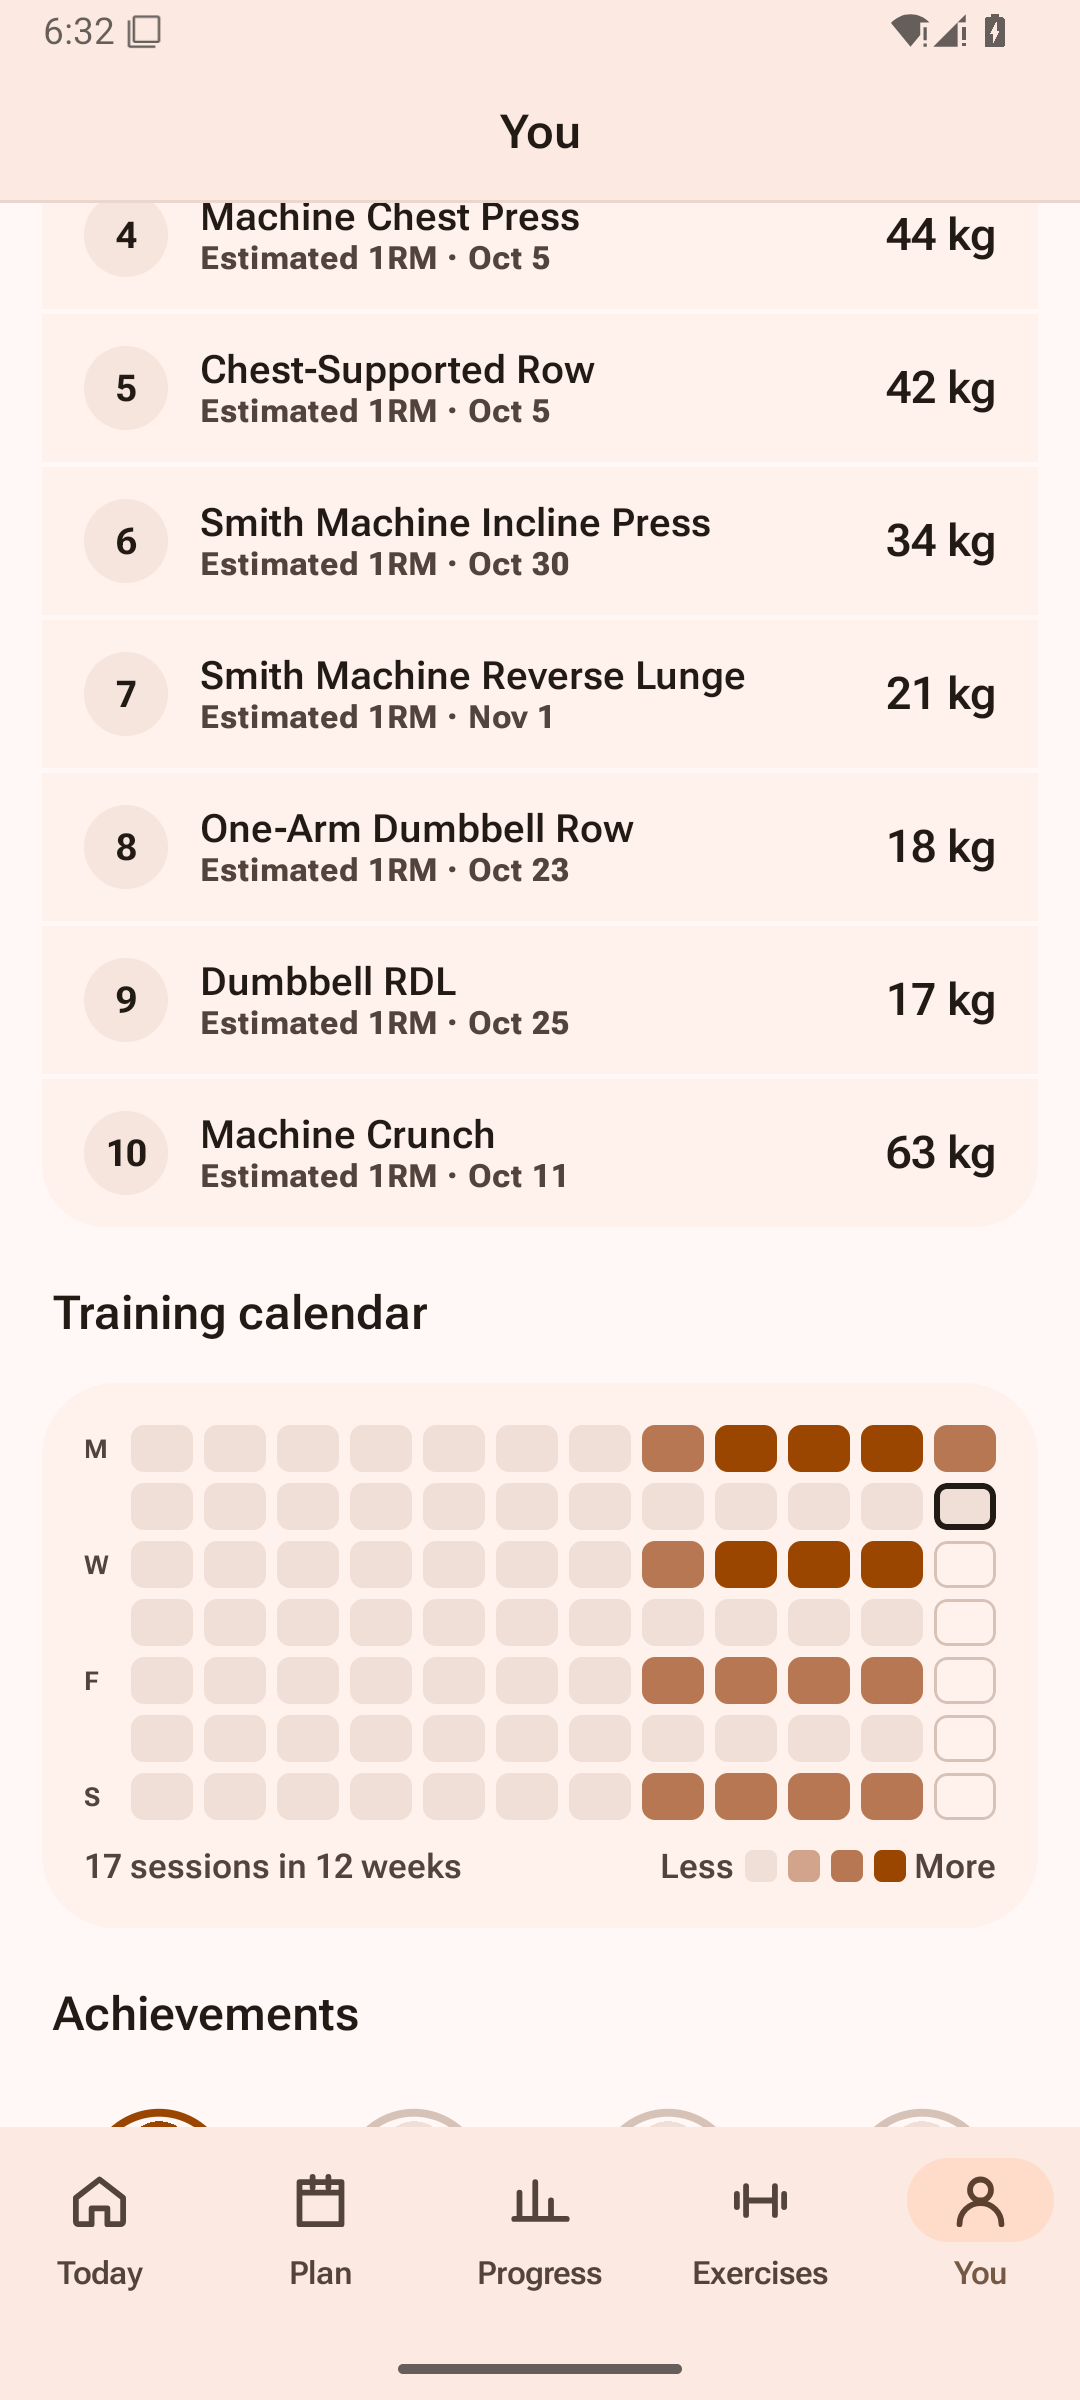 6:32
You
4
Machine Chest Press
Estimated 1RM · Oct 5
44 kg
5
Chest-Supported Row
Estimated 1RM · Oct 5
42 kg
6
Smith Machine Incline Press
Estimated 1RM · Oct 30
34 kg
7
Smith Machine Reverse Lunge
Estimated 1RM · Nov 1
21 kg
8
One-Arm Dumbbell Row
Estimated 1RM · Oct 23
18 kg
9
Dumbbell RDL
Estimated 1RM · Oct 25
17 kg
10
Machine Crunch
Estimated 1RM · Oct 11
63 kg
Training calendar
M
W
F
S
17 sessions in 12 weeks
Less More
Achievements
Today Plan Progress Exercises You